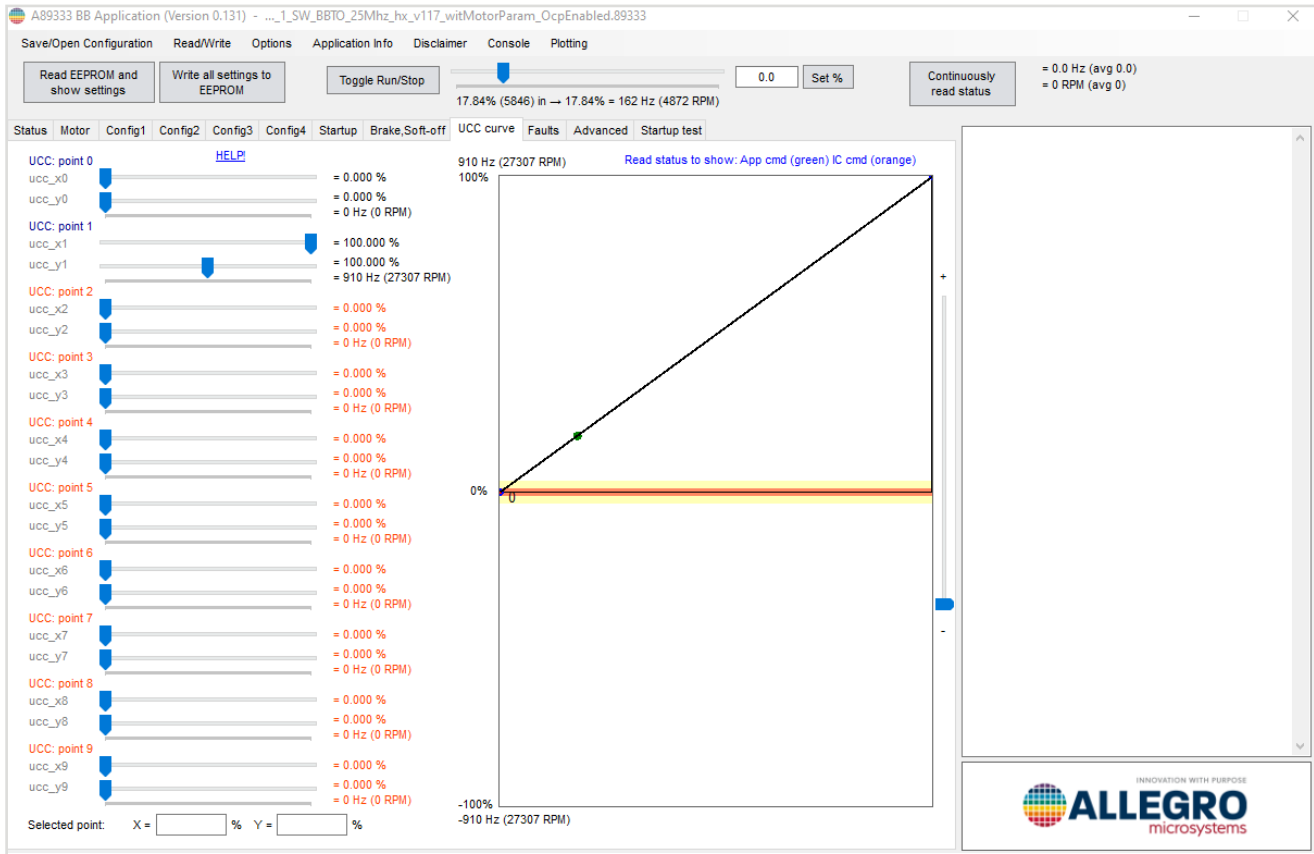 A89333 BB Application (Version 0.131) - ..._1_SW_BBTO_25Mhz_hx_v117_witMotorParam_OcpEnabled.89333
Save/Open Configuration Read/Write Options Application Info Disclaimer Console Plotting
Read EEPROM and show settings
Write all settings to EEPROM
Toggle Run/Stop
17.84% (5846) in → 17.84% = 162 Hz (4872 RPM)
0.0
Set %
Continuously read status
= 0.0 Hz (avg 0.0)
= 0 RPM (avg 0)
Status Motor Config1 Config2 Config3 Config4 Startup Brake,Soft-off UCC curve Faults Advanced Startup test
UCC: point 0
HELP!
ucc_x0 = 0.000 %
ucc_y0 = 0.000 %
= 0 Hz (0 RPM)
UCC: point 1
ucc_x1 = 100.000 %
ucc_y1 = 100.000 %
= 910 Hz (27307 RPM)
UCC: point 2
ucc_x2 = 0.000 %
ucc_y2 = 0.000 %
= 0 Hz (0 RPM)
UCC: point 3
ucc_x3 = 0.000 %
ucc_y3 = 0.000 %
= 0 Hz (0 RPM)
UCC: point 4
ucc_x4 = 0.000 %
ucc_y4 = 0.000 %
= 0 Hz (0 RPM)
UCC: point 5
ucc_x5 = 0.000 %
ucc_y5 = 0.000 %
= 0 Hz (0 RPM)
UCC: point 6
ucc_x6 = 0.000 %
ucc_y6 = 0.000 %
= 0 Hz (0 RPM)
UCC: point 7
ucc_x7 = 0.000 %
ucc_y7 = 0.000 %
= 0 Hz (0 RPM)
UCC: point 8
ucc_x8 = 0.000 %
ucc_y8 = 0.000 %
= 0 Hz (0 RPM)
UCC: point 9
ucc_x9 = 0.000 %
ucc_y9 = 0.000 %
= 0 Hz (0 RPM)
Selected point: X = % Y = %
910 Hz (27307 RPM)
Read status to show: App cmd (green) IC cmd (orange)
100%
+
0%
0
-
-100%
-910 Hz (27307 RPM)
INNOVATION WITH PURPOSE
ALLEGRO
microsystems